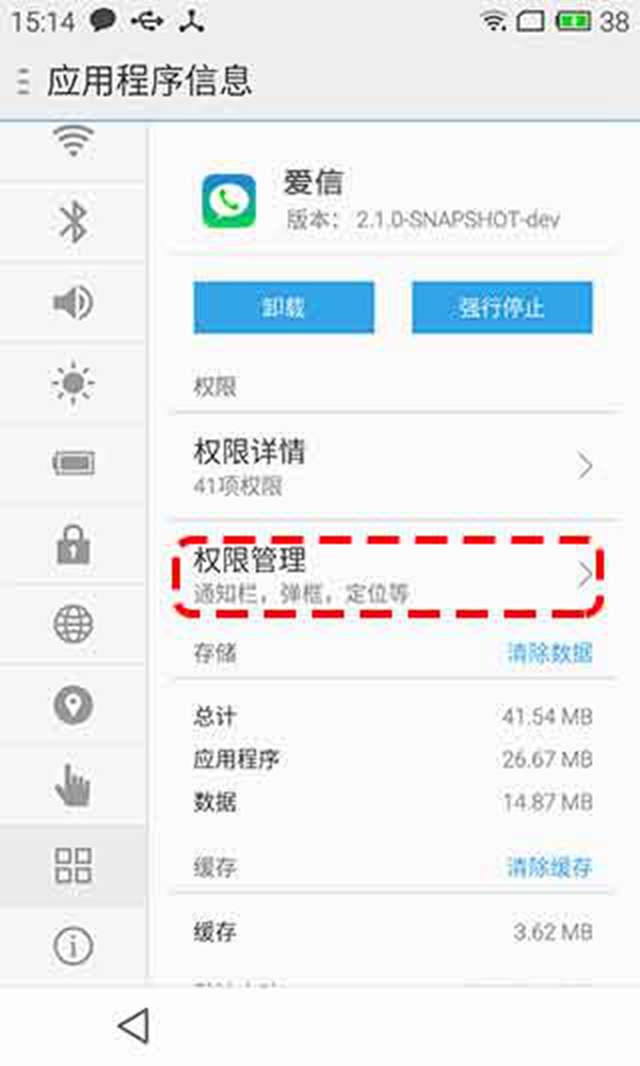 15:14 38
应用程序信息
爱信
版本： 2.1.0-SNAPSHOT-dev
卸载 强行停止
权限
权限详情
41项权限
权限管理
通知栏，弹框，定位等
存储 清除数据
总计 41.54 MB
应用程序 26.67 MB
数据 14.87 MB
缓存 清除缓存
缓存 3.62 MB